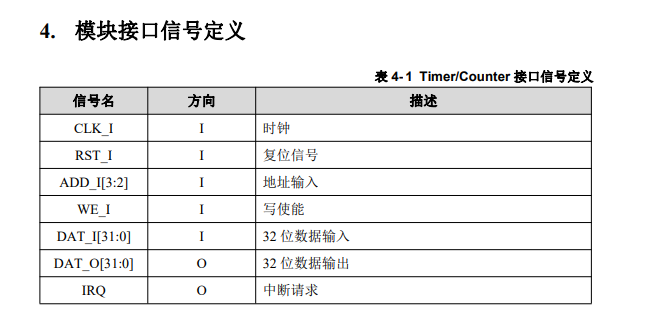 4. 模块接口信号定义
表 4-1 Timer/Counter 接口信号定义
信号名 方向 描述
CLK_I I 时钟
RST_I I 复位信号
ADD_I[3:2] I 地址输入
WE_I I 写使能
DAT_I[31:0] I 32 位数据输入
DAT_O[31:0] O 32 位数据输出
IRQ O 中断请求